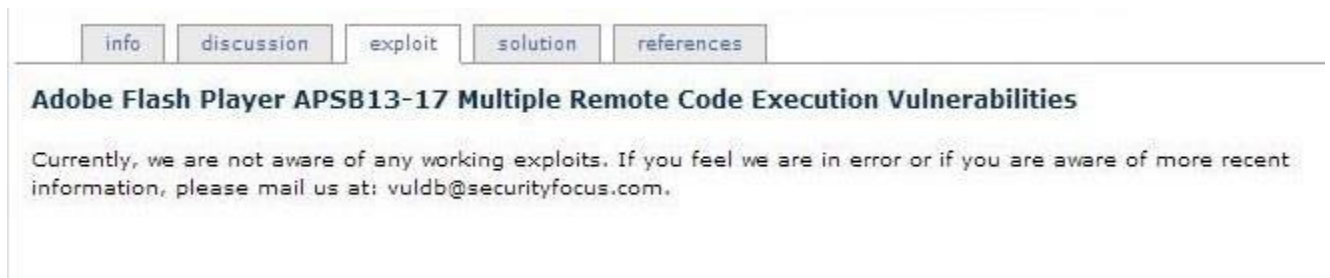 info discussion exploit solution references
Adobe Flash Player APSB13-17 Multiple Remote Code Execution Vulnerabilities
Currently, we are not aware of any working exploits. If you feel we are in error or if you are aware of more recent
information, please mail us at: vuldb@securityfocus.com.